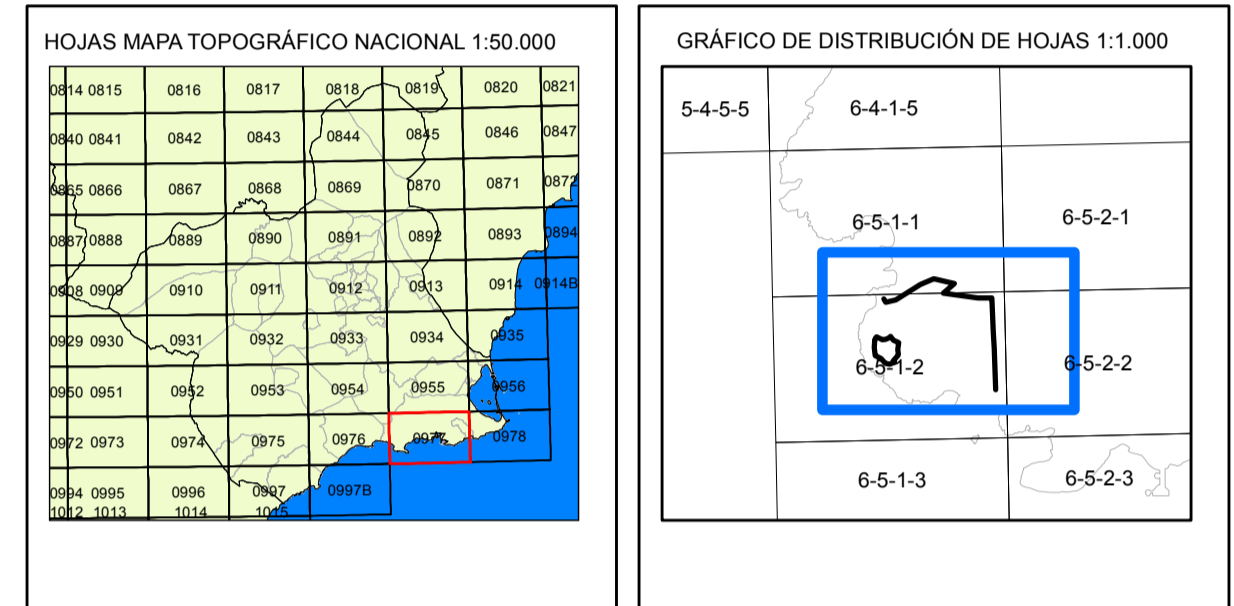 HOJAS MAPA TOPOGRÁFICO NACIONAL 1:50.000
0814 0815 0816 0817 0818 0819 0820 0821
0840 0841 0842 0843 0844 0845 0846 0847
0865 0866 0867 0868 0869 0870 0871 0872
0887 0888 0889 0890 0891 0892 0893 0894
0908 0909 0910 0911 0912 0913 0914 0914B
0929 0930 0931 0932 0933 0934 0935
0950 0951 0952 0953 0954 0955 0956
0972 0973 0974 0975 0976 0977 0978
0994 0995 0996 0997 0997B
1012 1013 1014 1015
GRÁFICO DE DISTRIBUCIÓN DE HOJAS 1:1.000
5-4-5-5 6-4-1-5
6-5-1-1 6-5-2-1
6-5-1-2 6-5-2-2
6-5-1-3 6-5-2-3